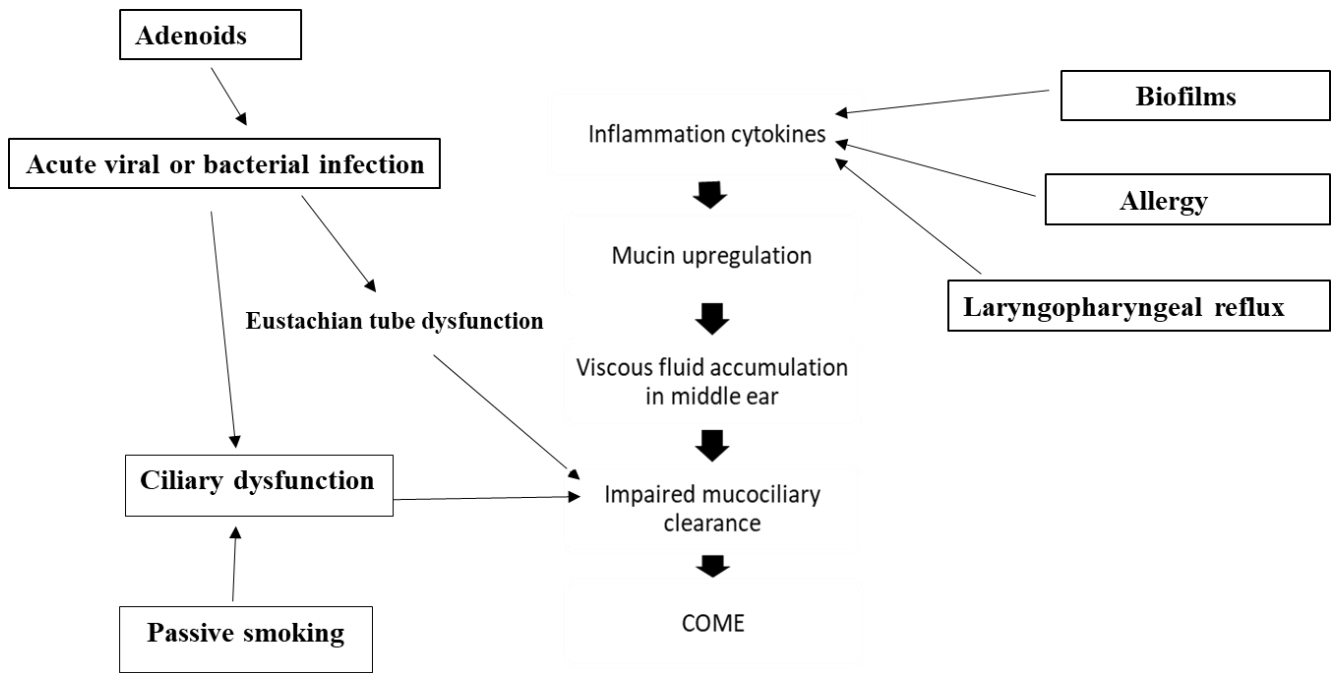 Adenoids
Acute viral or bacterial infection
Eustachian tube dysfunction
Ciliary dysfunction
Passive smoking
Inflammation cytokines
Mucin upregulation
Viscous fluid accumulation
in middle ear
Impaired mucociliary
clearance
COME
Biofilms
Allergy
Laryngopharyngeal reflux